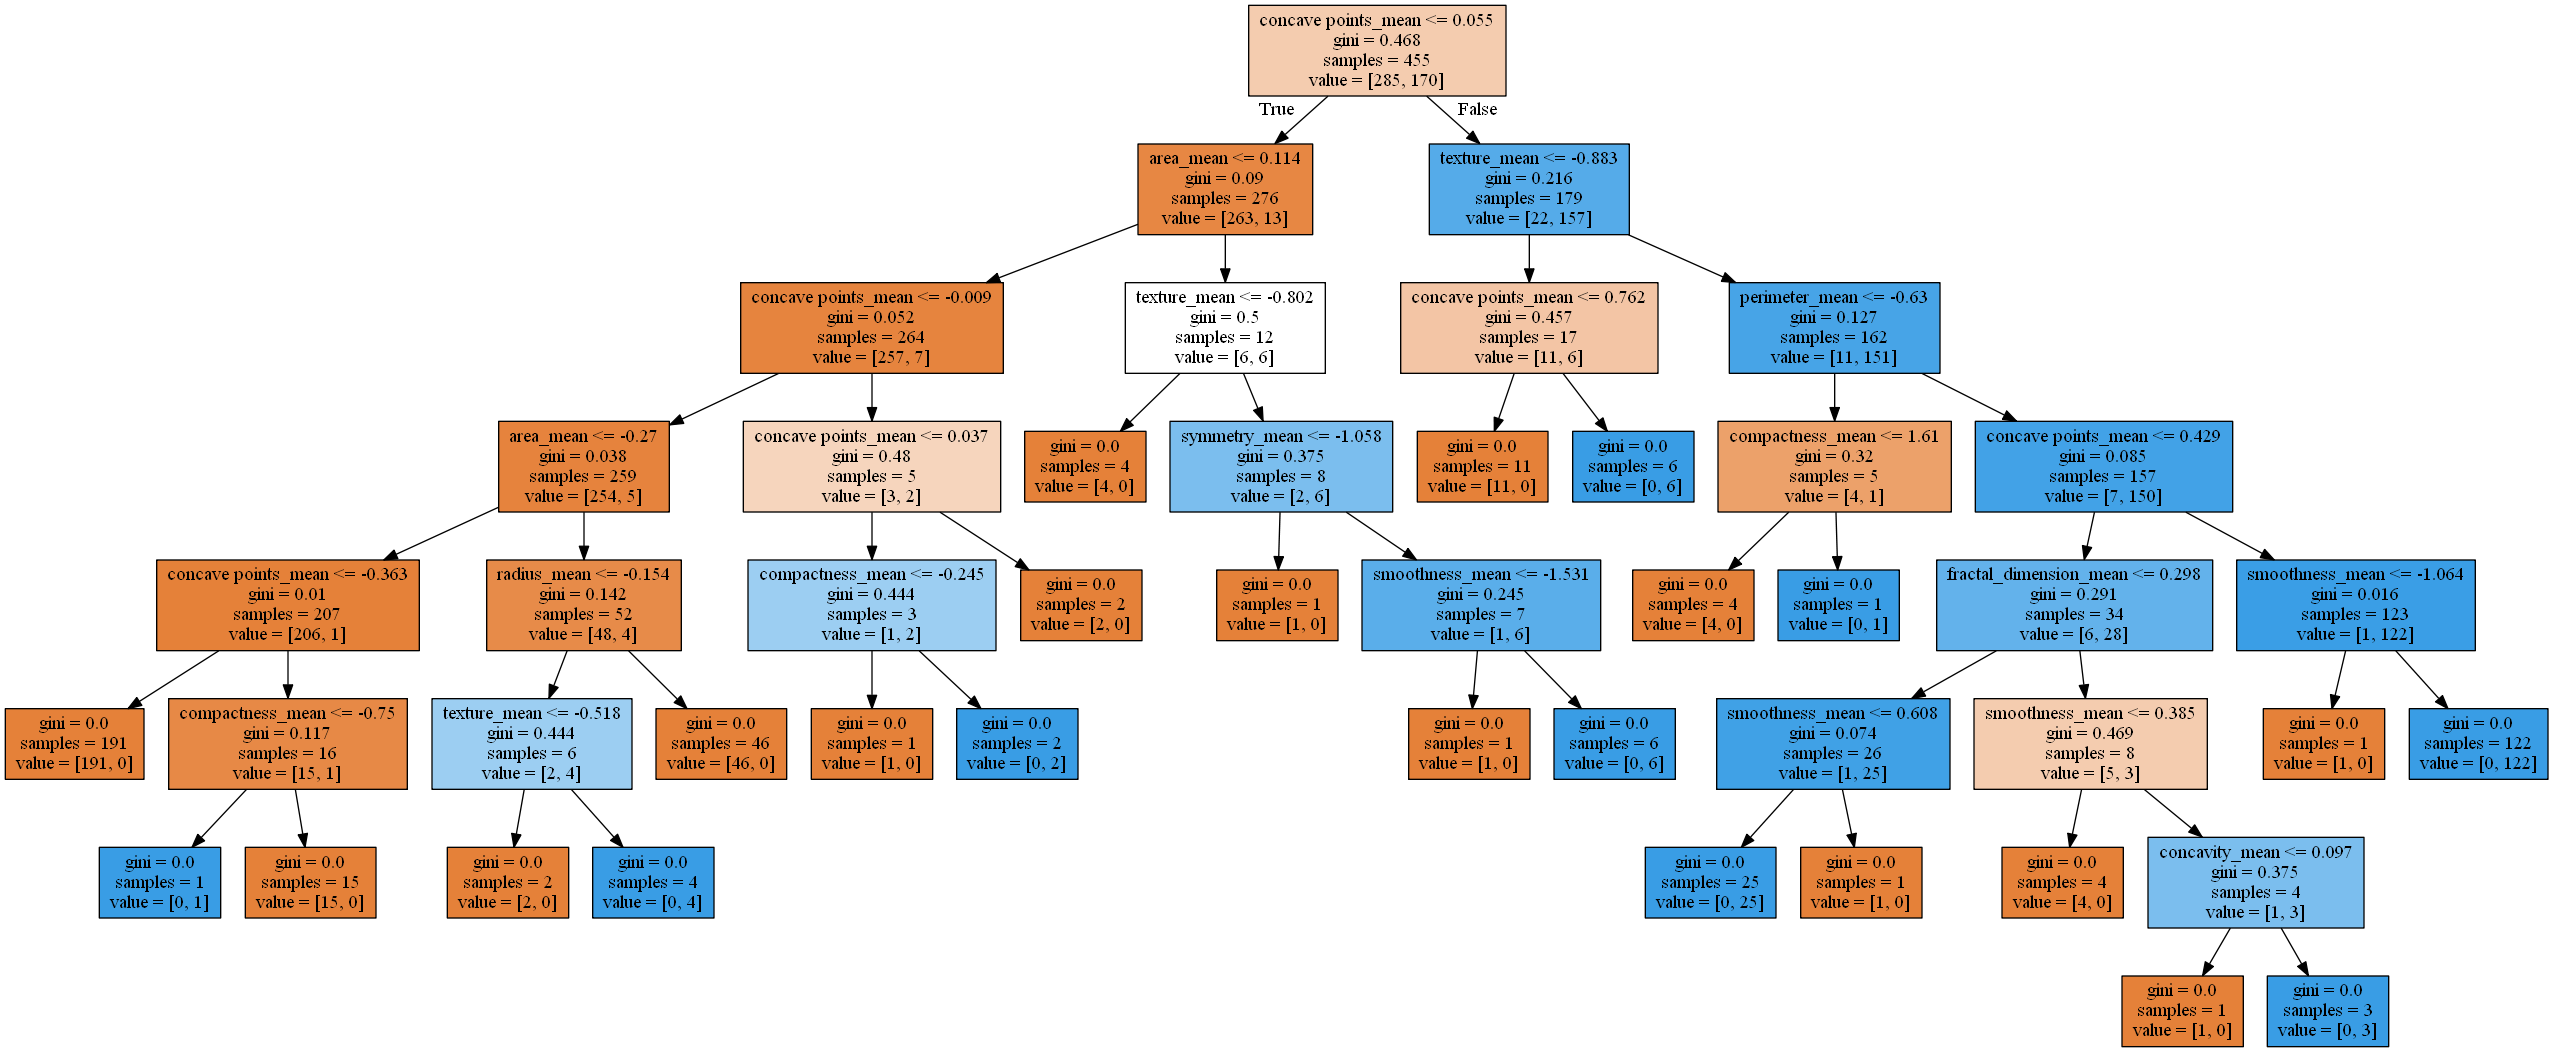 concave points_mean <= 0.055
gini = 0.468
samples = 455
value = [285, 170]
True
False
area_mean <= 0.114
gini = 0.09
samples = 276
value = [263, 13]
texture_mean <= -0.883
gini = 0.216
samples = 179
value = [22, 157]
concave points_mean <= -0.009
gini = 0.052
samples = 264
value = [257, 7]
texture_mean <= -0.802
gini = 0.5
samples = 12
value = [6, 6]
concave points_mean <= 0.762
gini = 0.457
samples = 17
value = [11, 6]
perimeter_mean <= -0.63
gini = 0.127
samples = 162
value = [11, 151]
area_mean <= -0.27
gini = 0.038
samples = 259
value = [254, 5]
concave points_mean <= 0.037
gini = 0.48
samples = 5
value = [3, 2]
gini = 0.0
samples = 4
value = [4, 0]
symmetry_mean <= -1.058
gini = 0.375
samples = 8
value = [2, 6]
gini = 0.0
samples = 11
value = [11, 0]
gini = 0.0
samples = 6
value = [0, 6]
compactness_mean <= 1.61
gini = 0.32
samples = 5
value = [4, 1]
concave points_mean <= 0.429
gini = 0.085
samples = 157
value = [7, 150]
concave points_mean <= -0.363
gini = 0.01
samples = 207
value = [206, 1]
radius_mean <= -0.154
gini = 0.142
samples = 52
value = [48, 4]
compactness_mean <= -0.245
gini = 0.444
samples = 3
value = [1, 2]
gini = 0.0
samples = 2
value = [2, 0]
gini = 0.0
samples = 1
value = [1, 0]
smoothness_mean <= -1.531
gini = 0.245
samples = 7
value = [1, 6]
gini = 0.0
samples = 4
value = [4, 0]
gini = 0.0
samples = 1
value = [0, 1]
fractal_dimension_mean <= 0.298
gini = 0.291
samples = 34
value = [6, 28]
smoothness_mean <= -1.064
gini = 0.016
samples = 123
value = [1, 122]
gini = 0.0
samples = 191
value = [191, 0]
compactness_mean <= -0.75
gini = 0.117
samples = 16
value = [15, 1]
texture_mean <= -0.518
gini = 0.444
samples = 6
value = [2, 4]
gini = 0.0
samples = 46
value = [46, 0]
gini = 0.0
samples = 1
value = [1, 0]
gini = 0.0
samples = 2
value = [0, 2]
gini = 0.0
samples = 1
value = [1, 0]
gini = 0.0
samples = 6
value = [0, 6]
smoothness_mean <= 0.608
gini = 0.074
samples = 26
value = [1, 25]
smoothness_mean <= 0.385
gini = 0.469
samples = 8
value = [5, 3]
gini = 0.0
samples = 1
value = [1, 0]
gini = 0.0
samples = 122
value = [0, 122]
gini = 0.0
samples = 1
value = [0, 1]
gini = 0.0
samples = 15
value = [15, 0]
gini = 0.0
samples = 2
value = [2, 0]
gini = 0.0
samples = 4
value = [0, 4]
gini = 0.0
samples = 25
value = [0, 25]
gini = 0.0
samples = 1
value = [1, 0]
gini = 0.0
samples = 4
value = [4, 0]
concavity_mean <= 0.097
gini = 0.375
samples = 4
value = [1, 3]
gini = 0.0
samples = 1
value = [1, 0]
gini = 0.0
samples = 3
value = [0, 3]